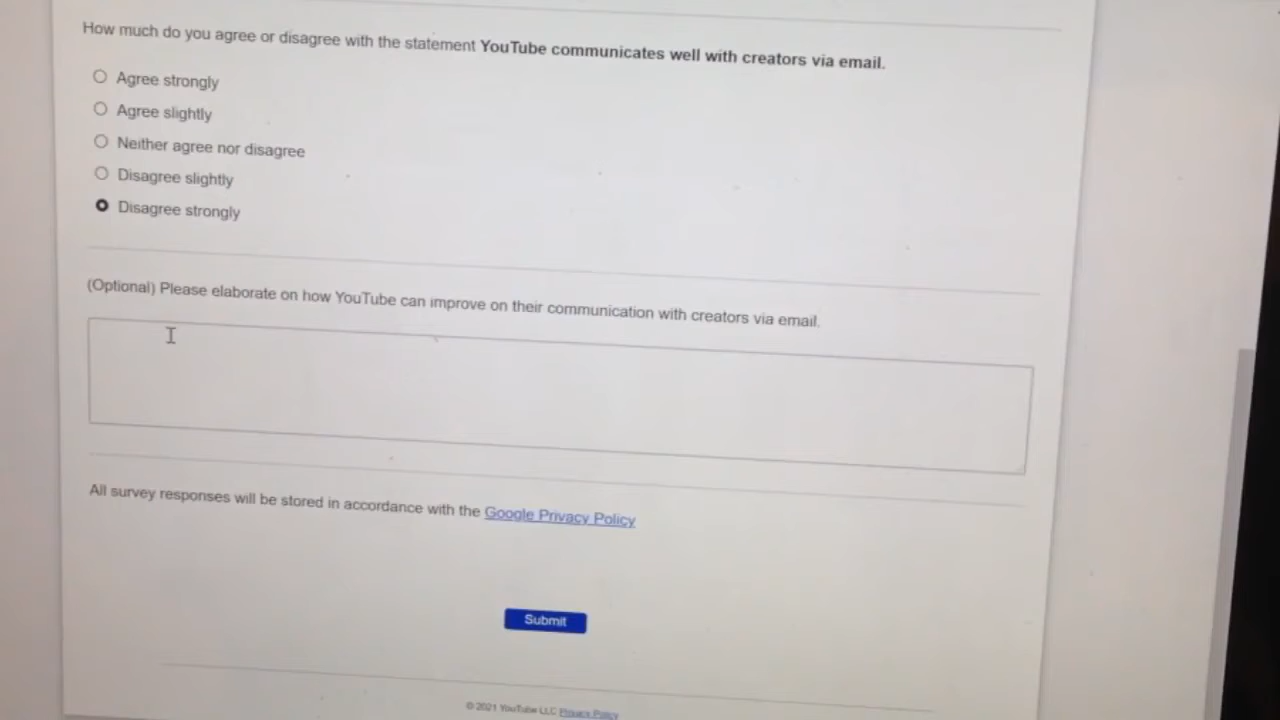 How much do you agree or disagree with the statement YouTube communicates well with creators via email.
Agree strongly
Agree slightly
Neither agree nor disagree
Disagree slightly
Disagree strongly
(Optional) Please elaborate on how YouTube can improve on their communication with creators via email.
All survey responses will be stored in accordance with the Google Privacy Policy
Submit
© 2021 YouTube LLC Privacy Policy